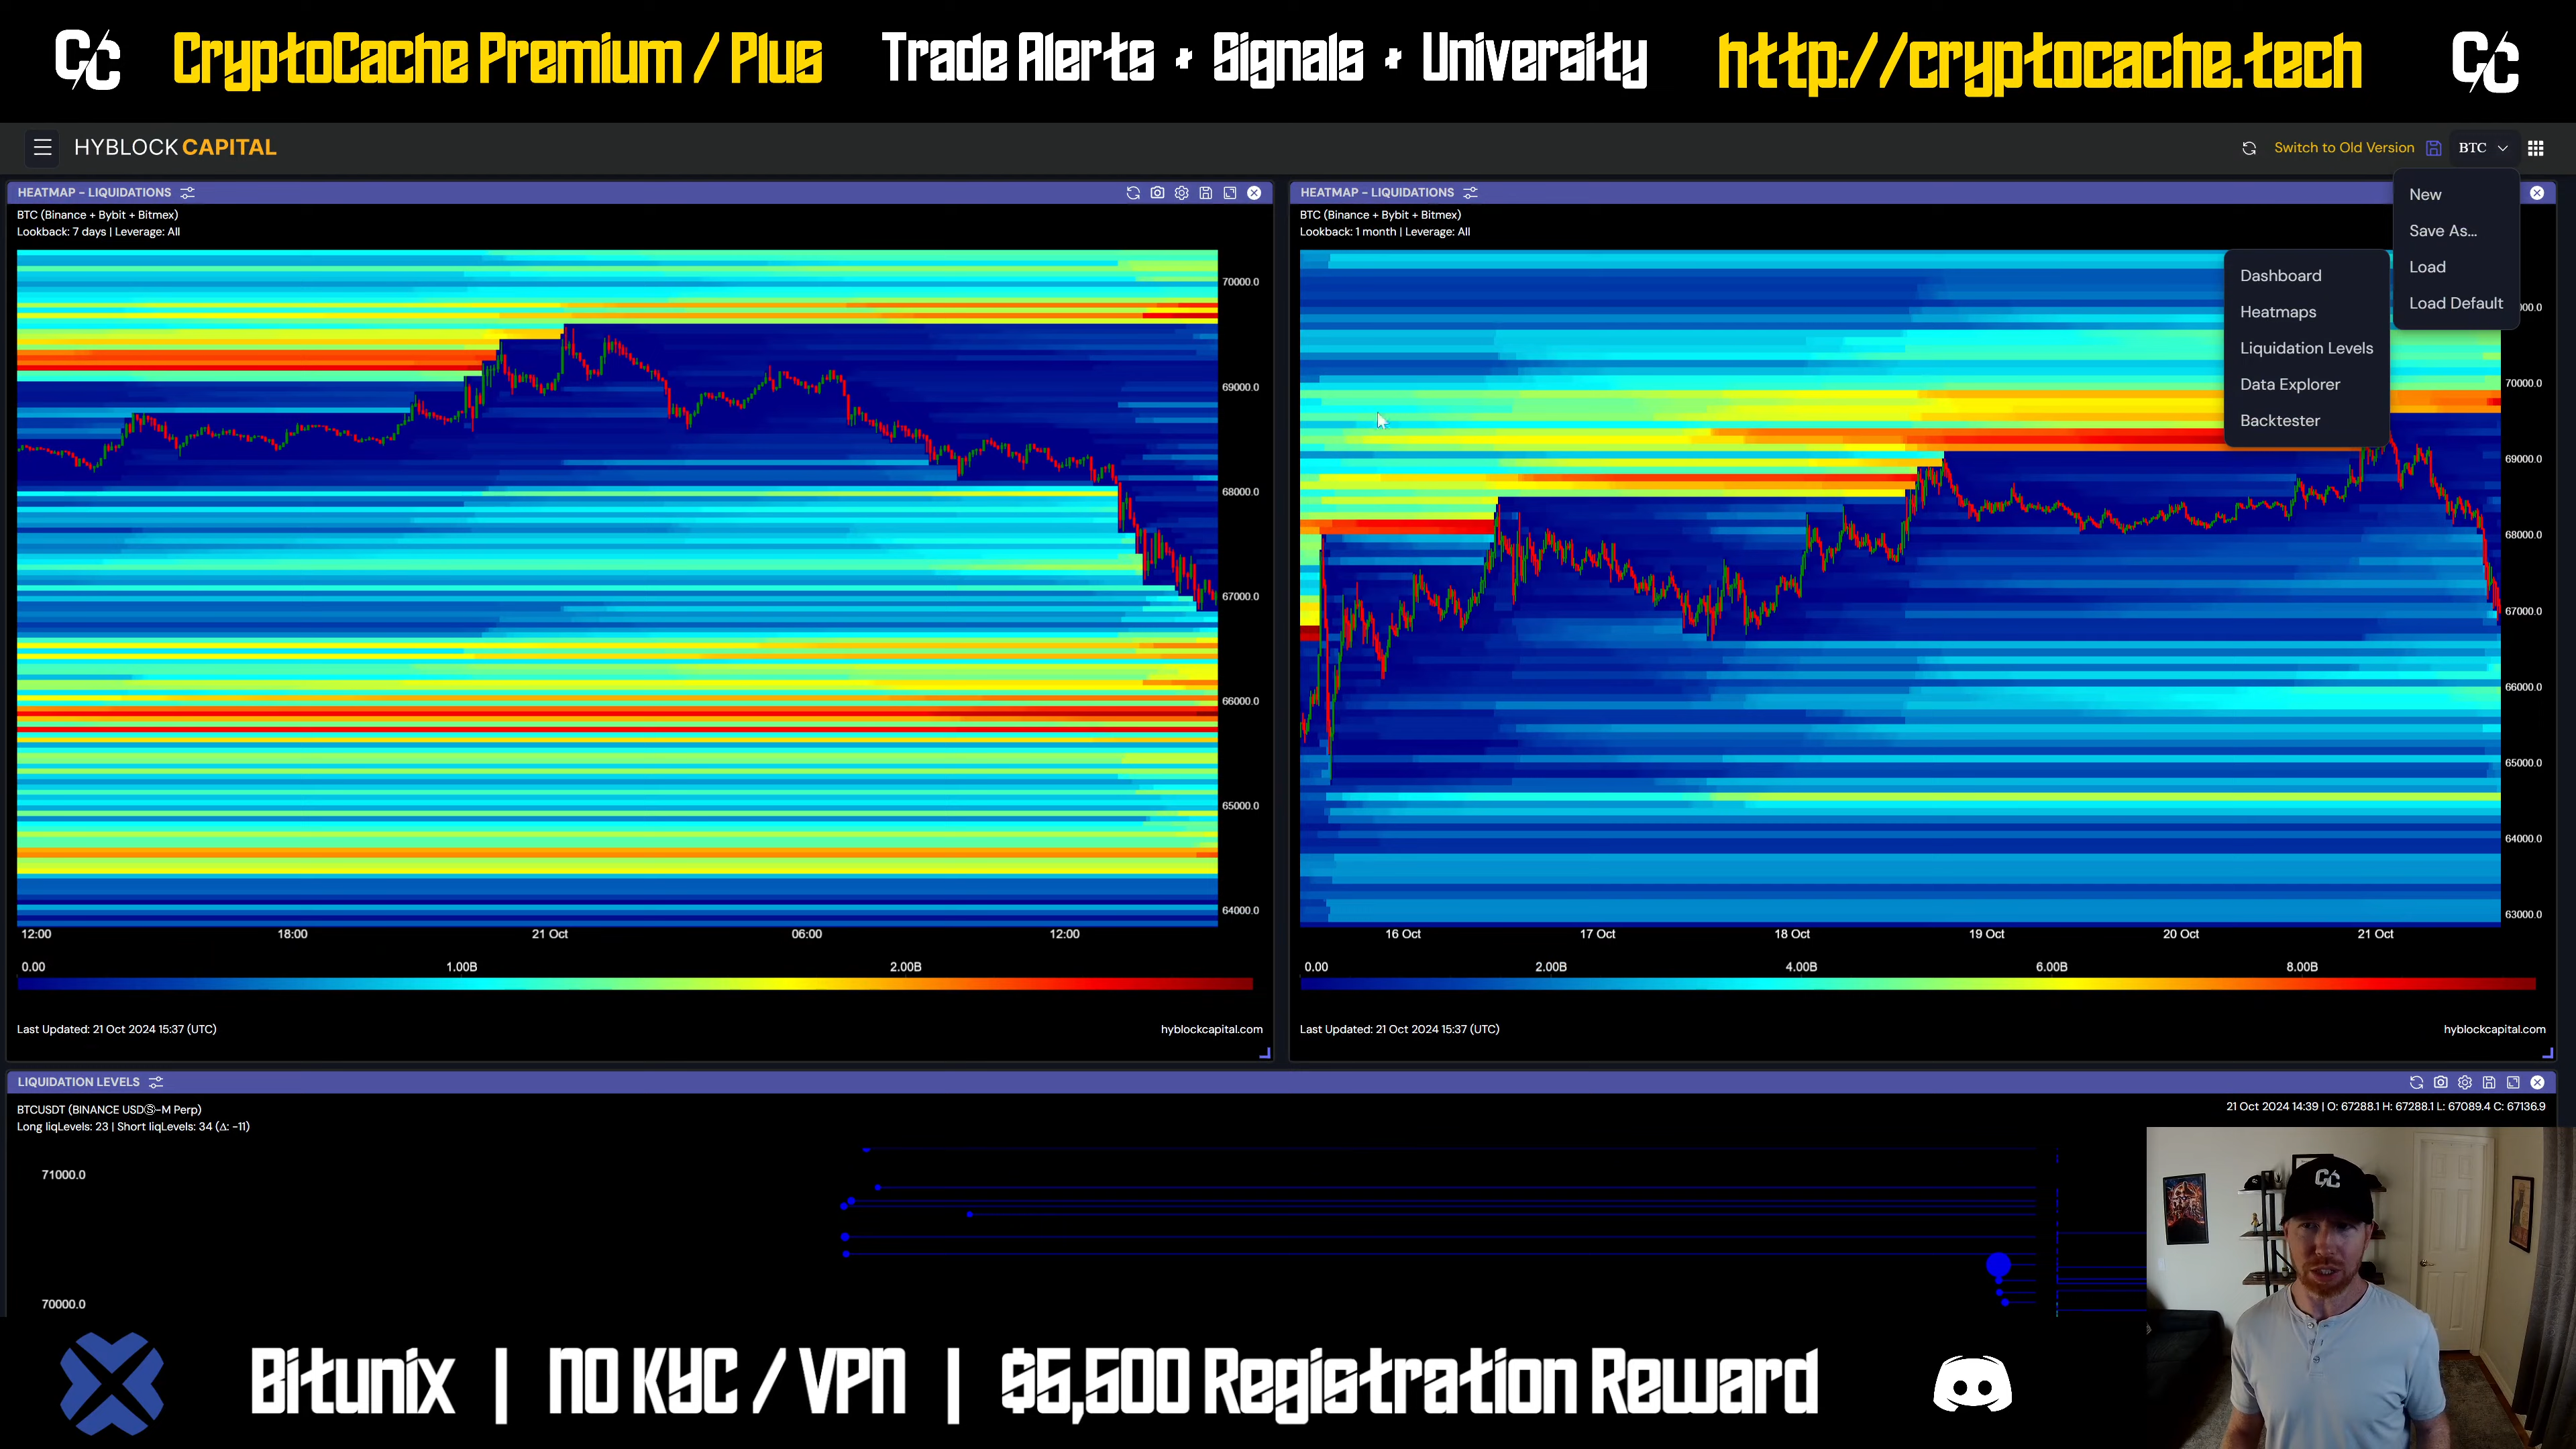 CC CryptoCache Premium / Plus Trade Alerts + Signals + University http://cryptocache.tech CC
HYBLOCK CAPITAL
Switch to Old Version BTC
New
Save As...
Load
Load Default
Dashboard
Heatmaps
Liquidation Levels
Data Explorer
Backtester
HEATMAP - LIQUIDATIONS
BTC (Binance + Bybit + Bitmex)
Lookback: 7 days | Leverage: All
70000.0
69000.0
68000.0
67000.0
66000.0
65000.0
64000.0
12:00 18:00 21 Oct 06:00 12:00
0.00 1.00B 2.00B
Last Updated: 21 Oct 2024 15:37 (UTC) hyblockcapital.com
HEATMAP - LIQUIDATIONS
BTC (Binance + Bybit + Bitmex)
Lookback: 1 month | Leverage: All
70000.0
69000.0
68000.0
67000.0
66000.0
65000.0
64000.0
63000.0
16 Oct 17 Oct 18 Oct 19 Oct 20 Oct 21 Oct
0.00 2.00B 4.00B 6.00B 8.00B
Last Updated: 21 Oct 2024 15:37 (UTC) hyblockcapital.com
LIQUIDATION LEVELS
BTCUSDT (BINANCE USDⓈ-M Perp)
Long liqLevels: 23 | Short liqLevels: 34 (Δ: -11)
21 Oct 2024 14:39 | O: 67288.1 H: 67288.1 L: 67089.4 C: 67136.9
71000.0
70000.0
CC
Bitunix | NO KYC / VPN | $5,500 Registration Reward